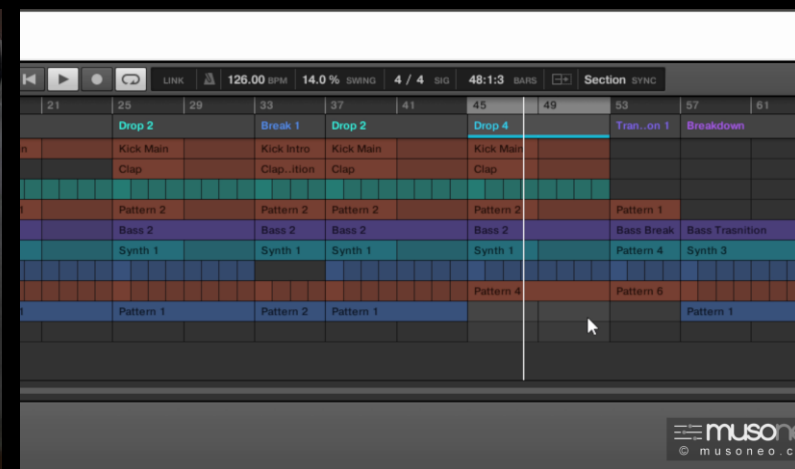 LINK 126.00 BPM 14.0 % SWING 4 / 4 SIG 48:1:3 BARS Section SYNC
21 25 29 33 37 41 45 49 53 57 61
Drop 2 Break 1 Drop 2 Drop 4 Tran..on 1 Breakdown
n Kick Main Kick Intro Kick Main Kick Main
Clap Clap..ition Clap Clap
1 Pattern 2 Pattern 2 Pattern 2 Pattern 2 Pattern 1
Bass 2 Bass 2 Bass 2 Bass 2 Bass Break Bass Trasnition
Synth 1 Synth 1 Synth 1 Synth 1 Pattern 4 Synth 3
Pattern 4 Pattern 6
1 Pattern 1 Pattern 2 Pattern 1 Pattern 1
musone
© musoneo.c